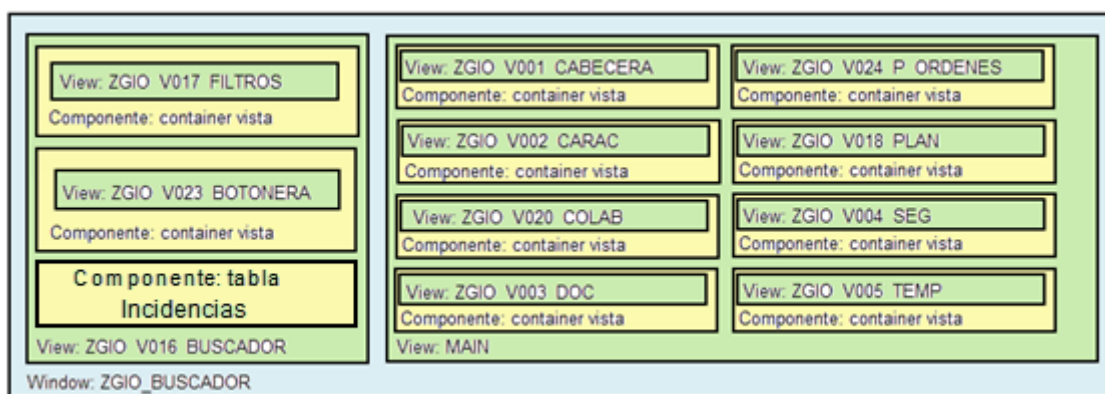 View: ZGIO V017 FILTROS
Componente: container vista
View: ZGIO V023 BOTONERA
Componente: container vista
Componente: tabla
Incidencias
View: ZGIO V016 BUSCADOR
View: ZGIO V001 CABECERA
Componente: container vista
View: ZGIO V002 CARAC
Componente: container vista
View: ZGIO V020 COLAB
Componente: container vista
View: ZGIO V003 DOC
Componente: container vista
View: ZGIO V024 P ORDENES
Componente: container vista
View: ZGIO V018 PLAN
Componente: container vista
View: ZGIO V004 SEG
Componente: container vista
View: ZGIO V005 TEMP
Componente: container vista
View: MAIN
Window: ZGIO_BUSCADOR